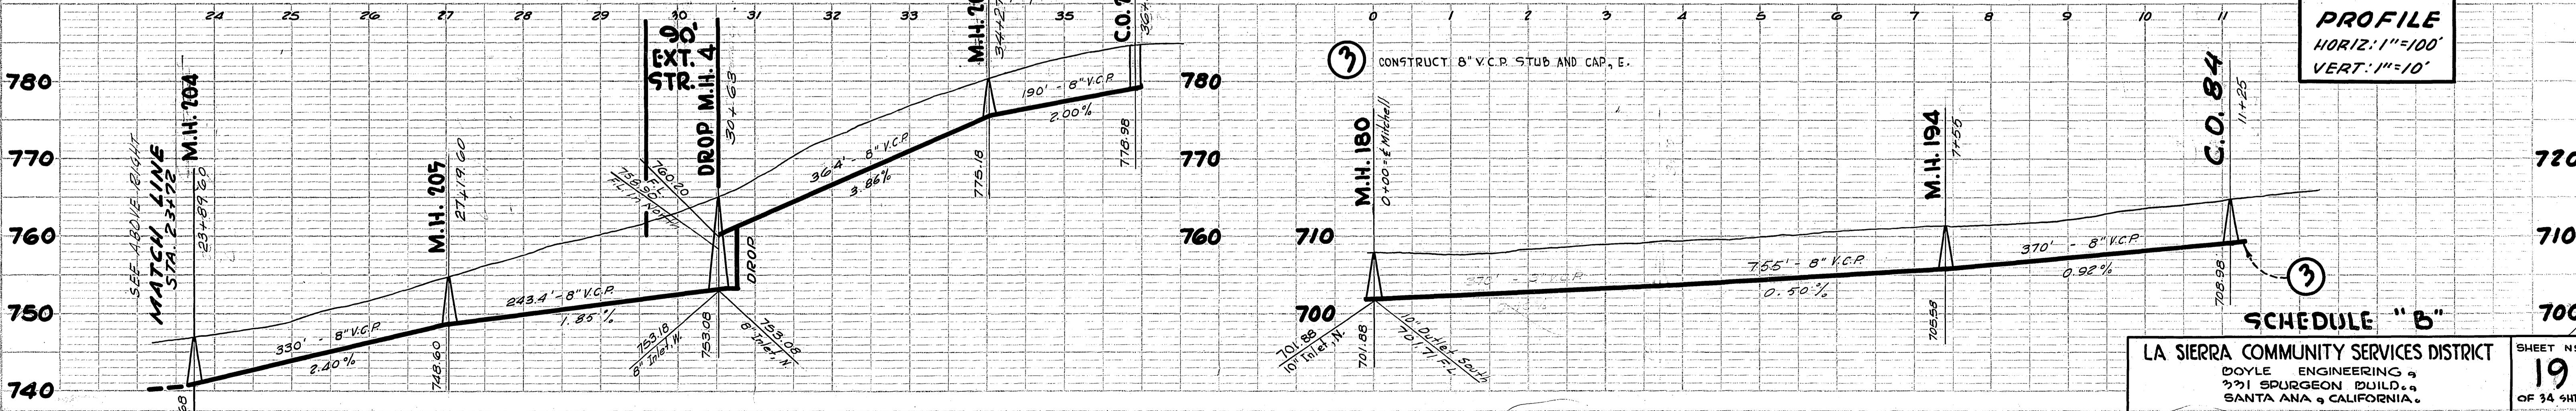 24 25 26 27 28 29 30 31 32 33 35
0 1 2 3 4 5 6 7 8 9 10 11
PROFILE
HORIZ: 1"=100'
VERT: 1"=10'
780
770
760
750
740
SEE ABOVE RIGHT
MATCH LINE
STA. 23+72
M.H. 204
23+89.60
330' - 8" V.C.P.
2.40%
M.H. 205
27+19.60
748.60
243.4' - 8" V.C.P.
1.85%
SO.
EXT.
STR.
DROP M.H. 4
30+63
760.20
753.18
8" Inlet, W.
753.08
753.08
8" Inlet, N.
DROP
364' - 8" V.C.P.
3.86%
775.18
190' - 8" V.C.P.
2.00%
778.98
780
770
760
3 CONSTRUCT 8" V.C.P. STUB AND CAP, E.
710
700
M.H. 180
0+00 = ℄ Mitchell
701.88
10" Inlet, N.
701.88
10" Outlet South
701.71 F.L.
370' - 8" V.C.P.
755' - 8" V.C.P.
0.50%
M.H. 194
7+55
705.58
370' - 8" V.C.P.
0.92%
C.O. 84
11+25
708.98
3
720
710
700
SCHEDULE "B"
LA SIERRA COMMUNITY SERVICES DISTRICT
BOYLE ENGINEERING,
331 SPURGEON BUILD.,
SANTA ANA, CALIFORNIA.
SHEET NO
19
OF 34 SH